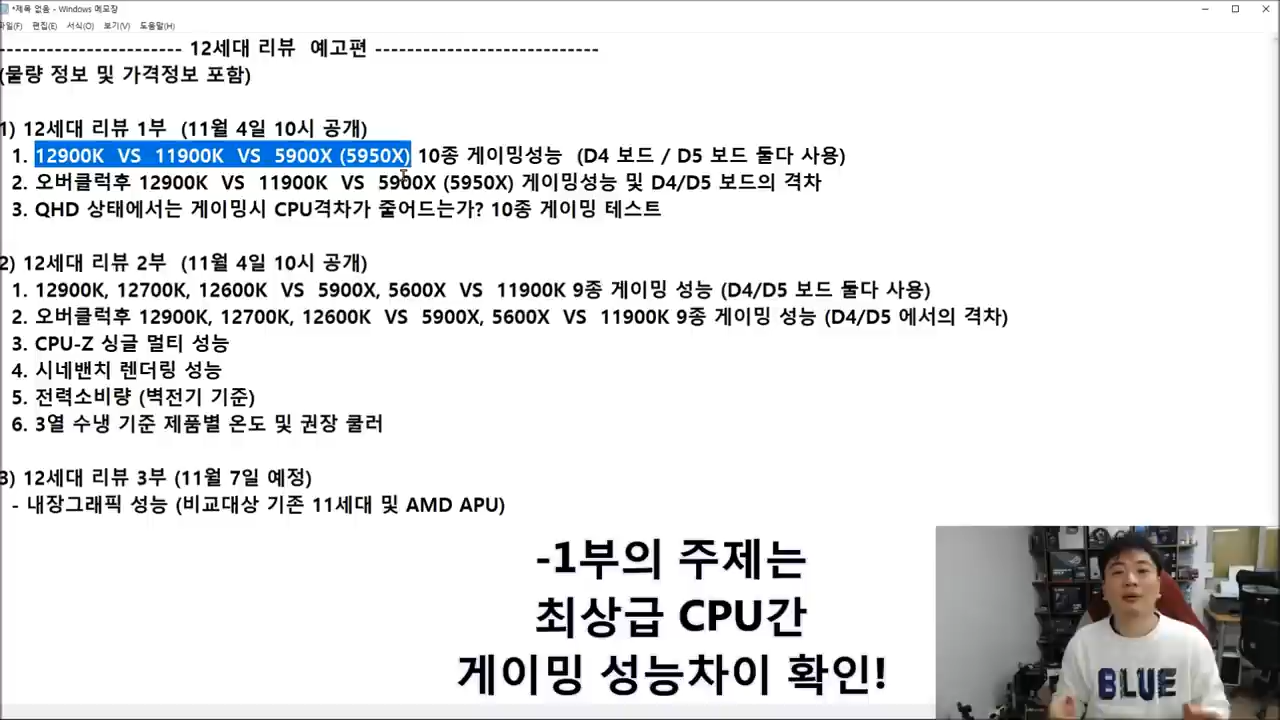 *제목 없음 - Windows 메모장
파일(F) 편집(E) 서식(O) 보기(V) 도움말(H)
----------------------- 12세대 리뷰 예고편 ----------------------------
(물량 정보 및 가격정보 포함)
1) 12세대 리뷰 1부 (11월 4일 10시 공개)
1. 12900K VS 11900K VS 5900X (5950X) 10종 게이밍성능 (D4 보드 / D5 보드 둘다 사용)
2. 오버클럭후 12900K VS 11900K VS 5900X (5950X) 게이밍성능 및 D4/D5 보드의 격차
3. QHD 상태에서는 게이밍시 CPU격차가 줄어드는가? 10종 게이밍 테스트
2) 12세대 리뷰 2부 (11월 4일 10시 공개)
1. 12900K, 12700K, 12600K VS 5900X, 5600X VS 11900K 9종 게이밍 성능 (D4/D5 보드 둘다 사용)
2. 오버클럭후 12900K, 12700K, 12600K VS 5900X, 5600X VS 11900K 9종 게이밍 성능 (D4/D5 에서의 격차)
3. CPU-Z 싱글 멀티 성능
4. 시네밴치 렌더링 성능
5. 전력소비량 (벽전기 기준)
6. 3열 수냉 기준 제품별 온도 및 권장 쿨러
3) 12세대 리뷰 3부 (11월 7일 예정)
- 내장그래픽 성능 (비교대상 기존 11세대 및 AMD APU)
-1부의 주제는
최상급 CPU간
게이밍 성능차이 확인!
BLUE